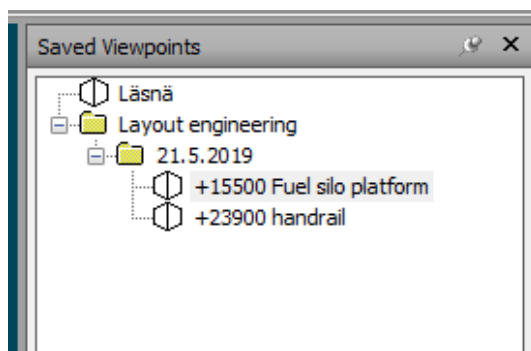 Saved Viewpoints
Läsnä
Layout engineering
21.5.2019
+15500 Fuel silo platform
+23900 handrail